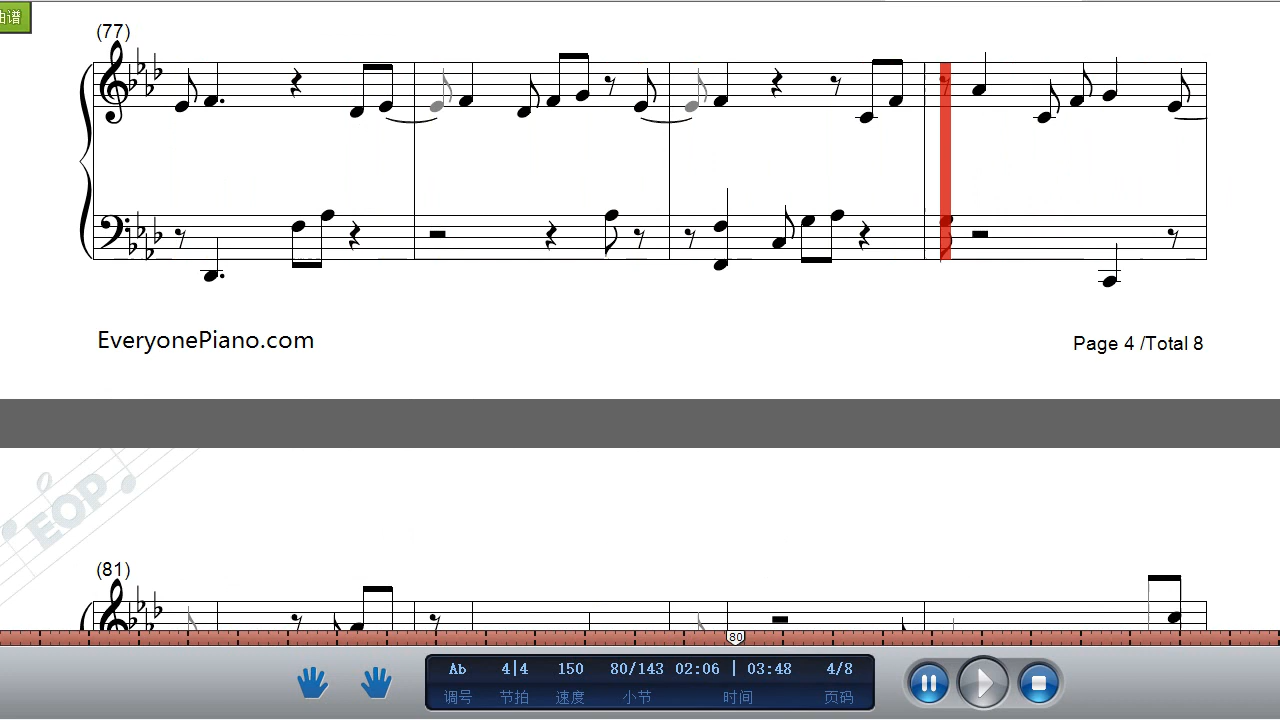 曲谱
(77)
EveryonePiano.com
Page 4 /Total 8
EOP
(81)
80
Ab 4|4 150 80/143 02:06 | 03:48 4/8
调号 节拍 速度 小节 时间 页码